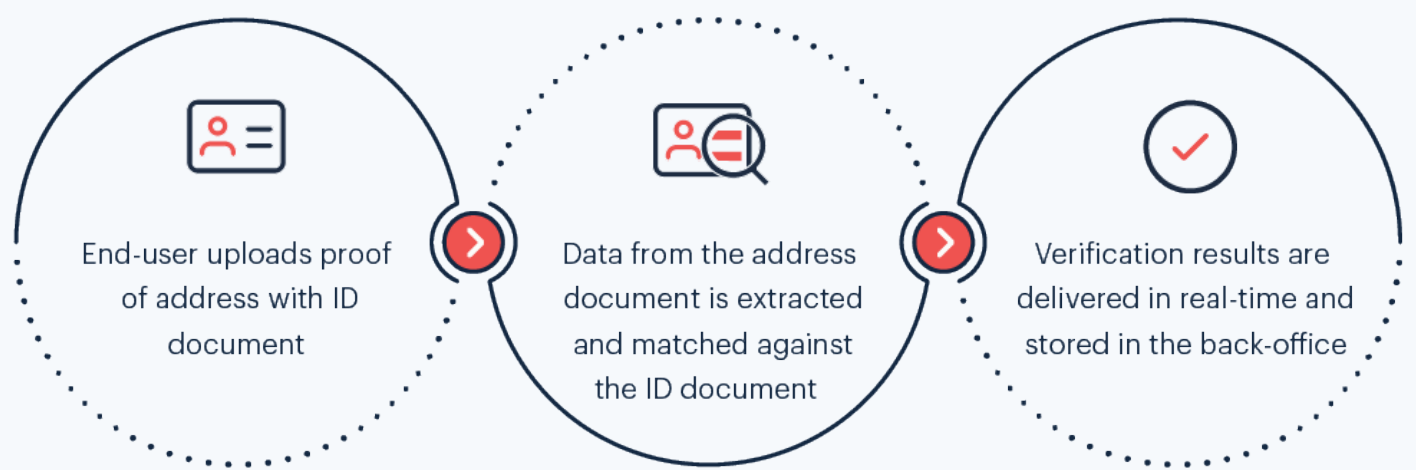 End-user uploads proof
of address with ID
document
Data from the address
document is extracted
and matched against
the ID document
Verification results are
delivered in real-time and
stored in the back-office